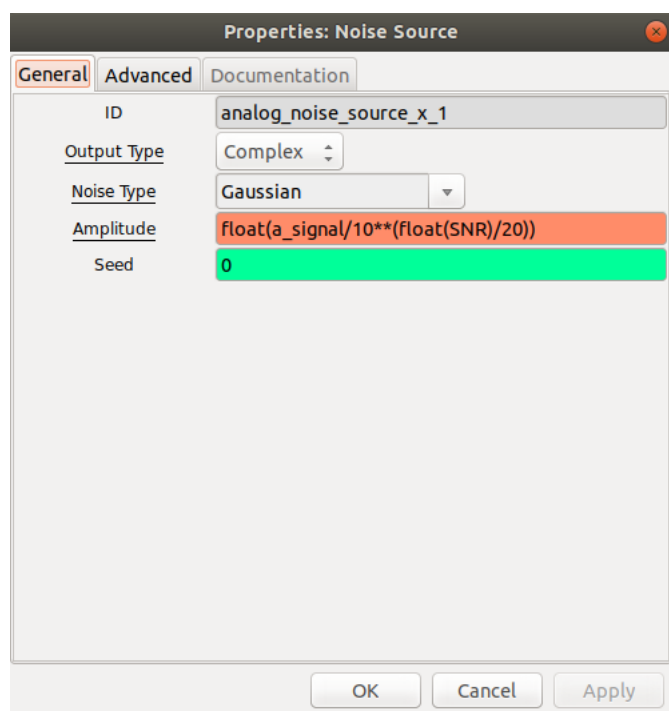 Properties: Noise Source
General Advanced Documentation
ID analog_noise_source_x_1
Output Type Complex
Noise Type Gaussian
Amplitude float(a_signal/10**(float(SNR)/20))
Seed 0
OK Cancel Apply